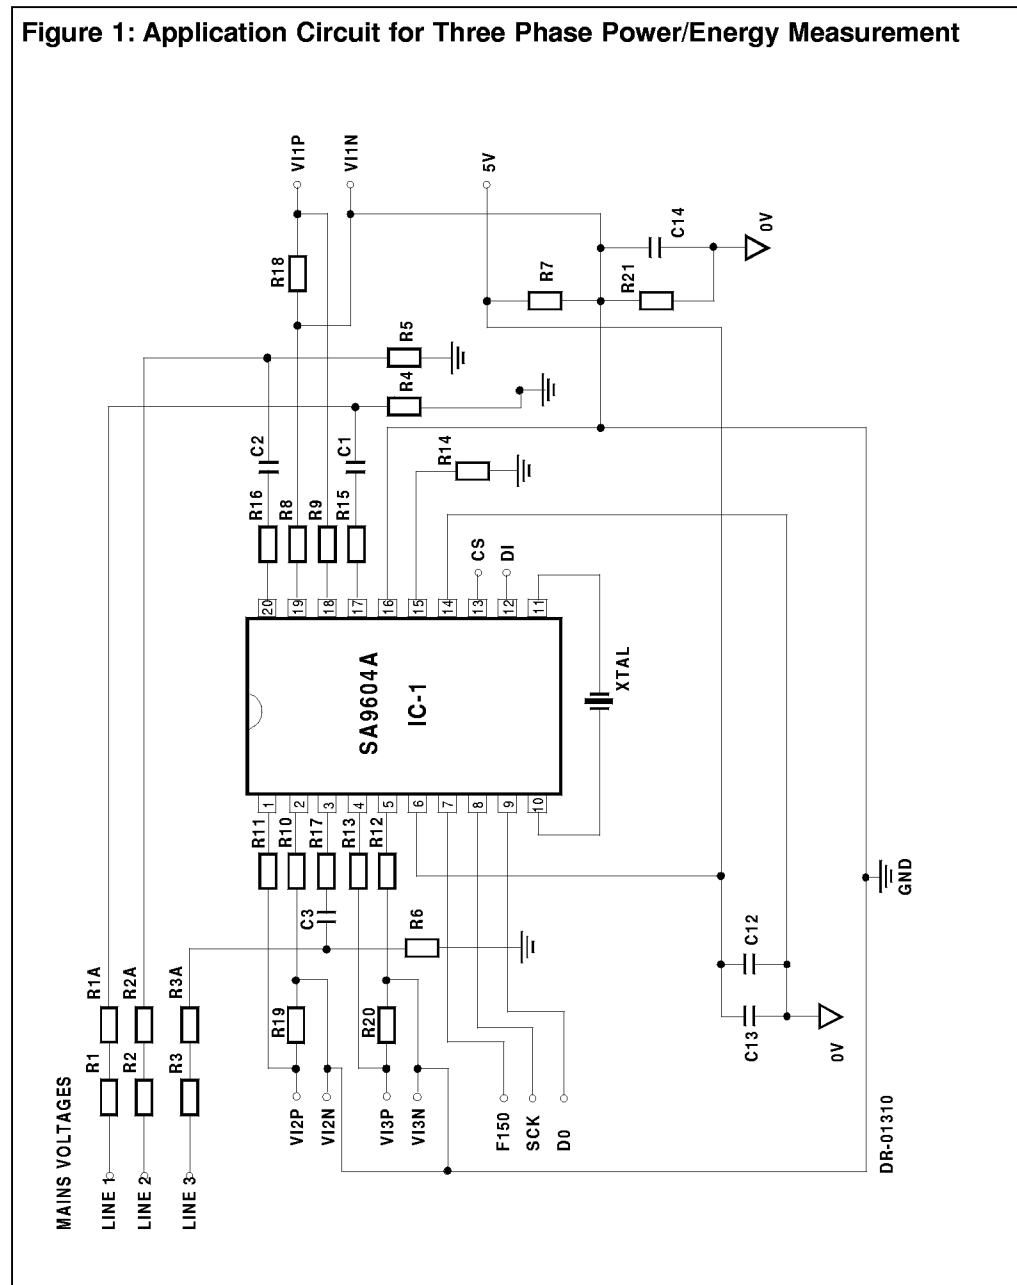 Figure 1: Application Circuit for Three Phase Power/Energy Measurement
VI1P
VI1N
5V
R18
R7
C14
0V
R21
R5
R4
C2
C1
R14
R16
R8
R9
R15
CS
DI
20
19
18
17
16
15
14
13
12
11
SA9604A
IC-1
XTAL
1
2
3
4
5
6
7
8
9
10
R11
R10
R17
R13
R12
C3
R6
GND
R1A
R2A
R3A
R19
R20
C12
C13
0V
R1
R2
R3
MAINS VOLTAGES
LINE 1
LINE 2
LINE 3
VI2P
VI2N
VI3P
VI3N
F150
SCK
D0
DR-01310